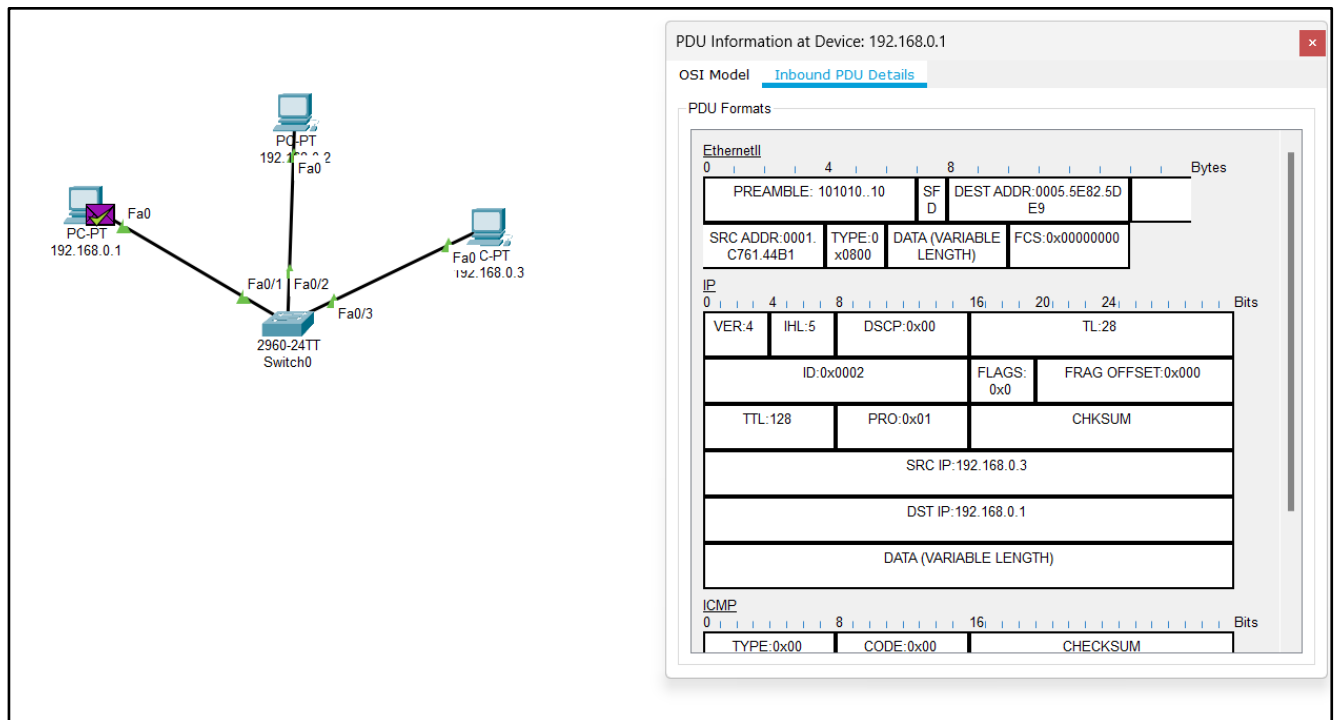 PDU Information at Device: 192.168.0.1
x
OSI Model Inbound PDU Details
PDU Formats
EthernetII
0 4 8 Bytes
PREAMBLE: 101010..10
SF
D
DEST ADDR:0005.5E82.5D
E9
SRC ADDR:0001.
C761.44B1
TYPE:0
x0800
DATA (VARIABLE
LENGTH)
FCS:0x00000000
IP
0 4 8 16 20 24 Bits
VER:4 IHL:5 DSCP:0x00 TL:28
ID:0x0002
FLAGS:
0x0
FRAG OFFSET:0x000
TTL:128 PRO:0x01 CHKSUM
SRC IP:192.168.0.3
DST IP:192.168.0.1
DATA (VARIABLE LENGTH)
ICMP
0 8 16 Bits
TYPE:0x00 CODE:0x00 CHECKSUM
PC-PT
Fa0
PC-PT
192.168.0.1
Fa0
Fa0 C-PT
192.168.0.3
Fa0/1 Fa0/2
Fa0/3
2960-24TT
Switch0